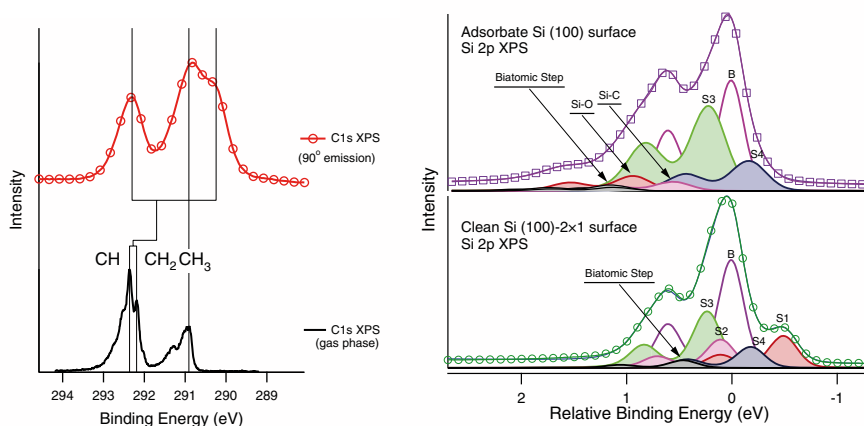 Intensity
C1s XPS
(90° emission)
CH CH₂ CH₃
C1s XPS
(gas phase)
294 293 292 291 290 289
Binding Energy (eV)
Adsorbate Si (100) surface
Si 2p XPS
Biatomic Step
Si-O
Si-C
S3
B
S4
Intensity
Clean Si (100)-2×1 surface
Si 2p XPS
Biatomic Step
B
S3
S2
S1
S4
2 1 0 -1
Relative Binding Energy (eV)